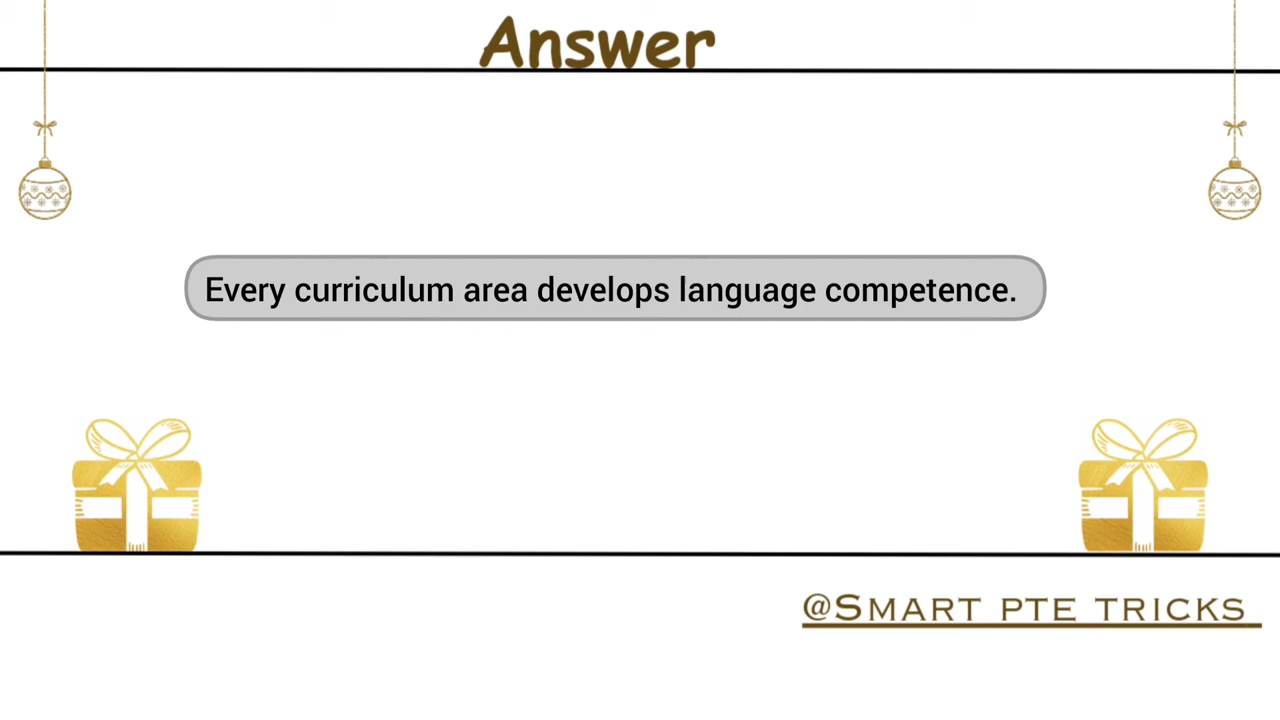 Answer
Every curriculum area develops language competence.
@SMART PTE TRICKS